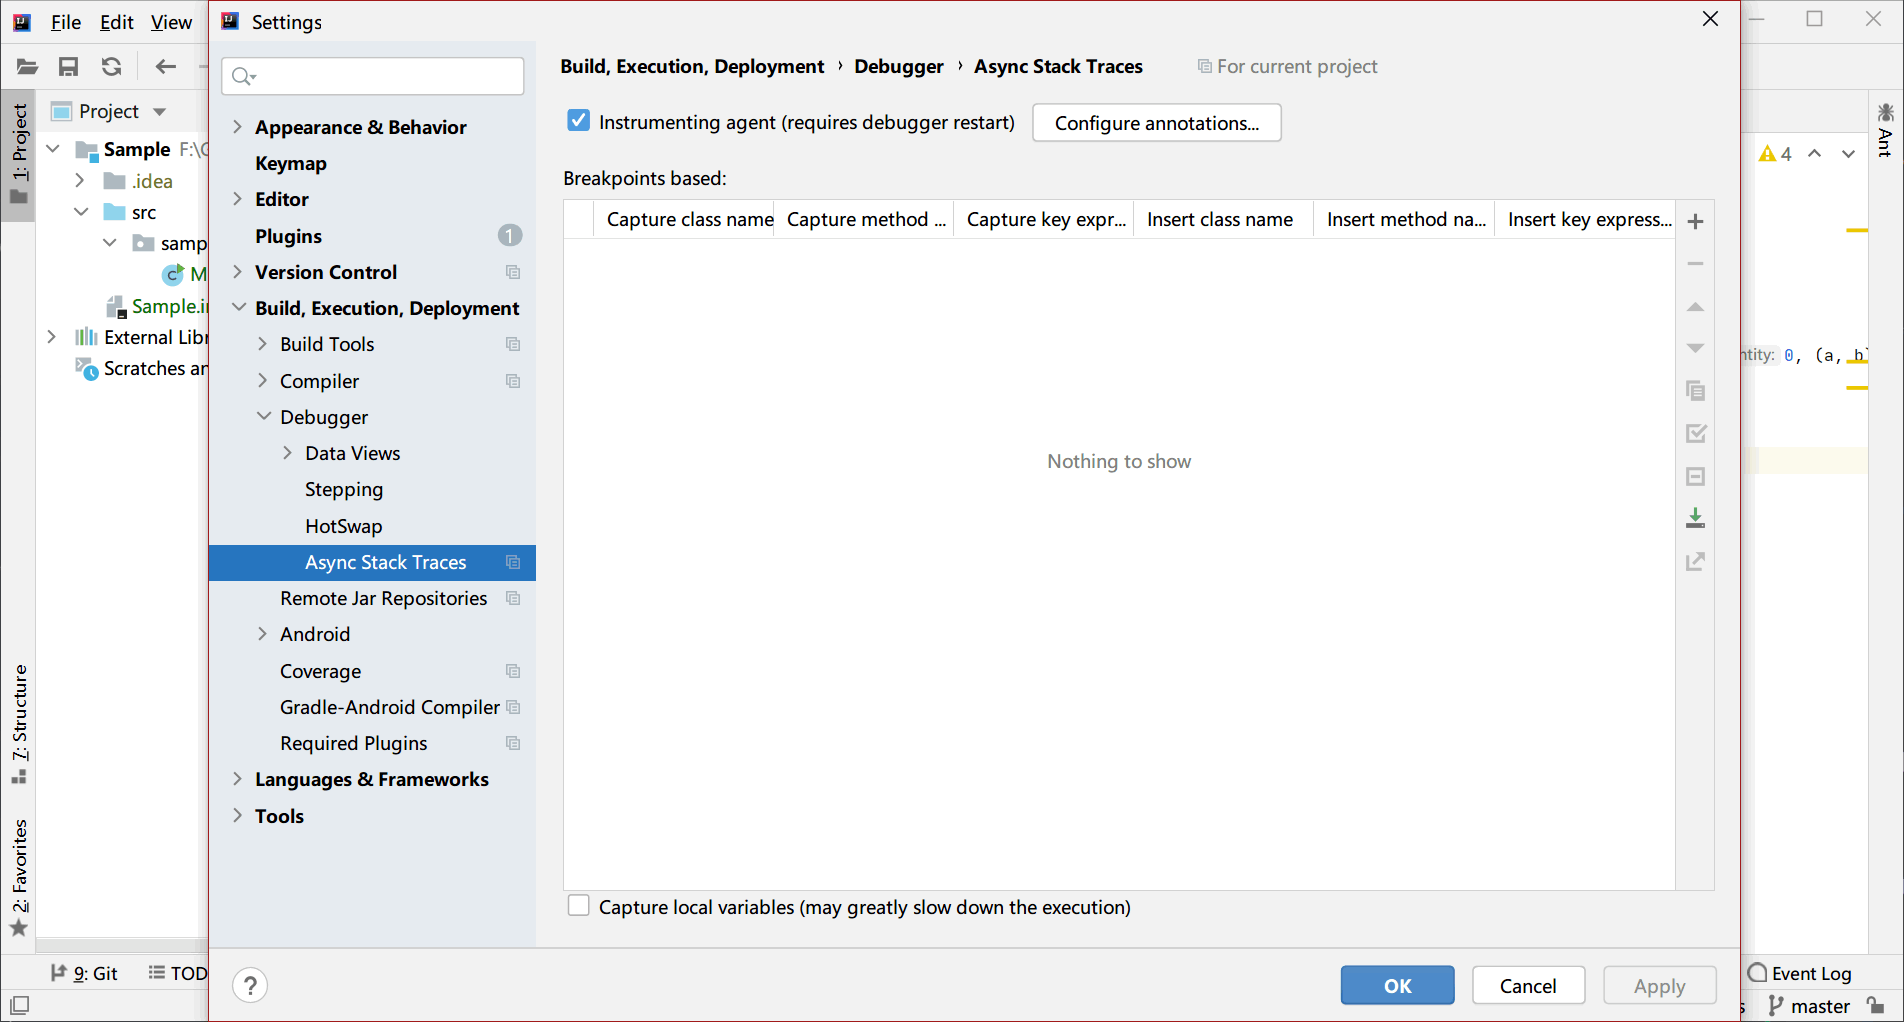 File Edit View
Settings
1: Project
Project
Sample F:\
.idea
src
samp
M
Sample.i
External Libr
Scratches an
7: Structure
2: Favorites
Appearance & Behavior
Keymap
Editor
Plugins 1
Version Control
Build, Execution, Deployment
Build Tools
Compiler
Debugger
Data Views
Stepping
HotSwap
Async Stack Traces
Remote Jar Repositories
Android
Coverage
Gradle-Android Compiler
Required Plugins
Languages & Frameworks
Tools
Build, Execution, Deployment › Debugger › Async Stack Traces For current project
Instrumenting agent (requires debugger restart) Configure annotations...
Breakpoints based:
Capture class name Capture method ... Capture key expr... Insert class name Insert method na... Insert key express...
Nothing to show
Capture local variables (may greatly slow down the execution)
? OK Cancel Apply
4
Ant
ntity: 0, (a, b
9: Git TOD
Event Log
s master